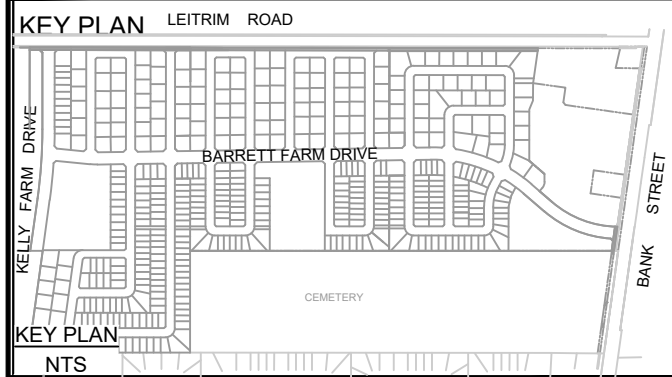 KEY PLAN
LEITRIM ROAD
KELLY FARM DRIVE
BARRETT FARM DRIVE
BANK STREET
CEMETERY
KEY PLAN
NTS